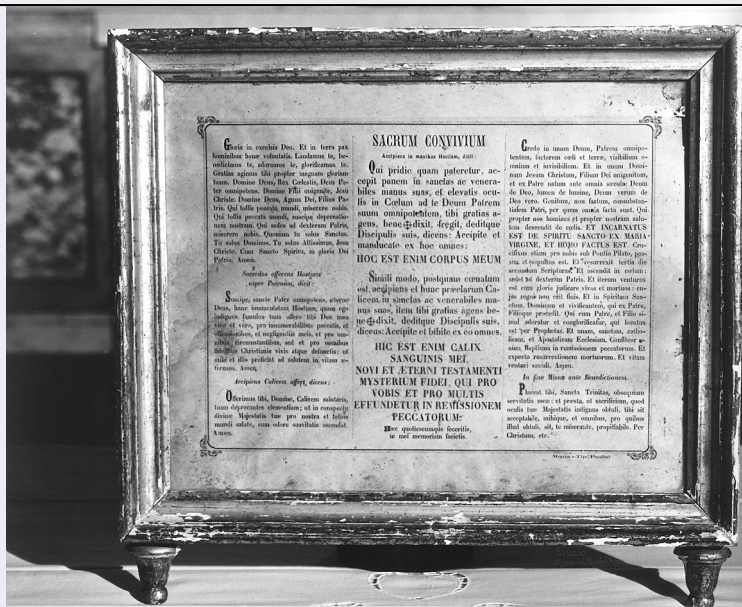 Gloria in excelsis Deo. Et in terra pax
hominibus bonæ voluntatis. Laudamus te, be-
nedicimus te, adoramus te, glorificamus te.
Gratias agimus tibi propter magnam gloriam
tuam. Domine Deus, Rex Cœlestis, Deus Pa-
ter omnipotens. Domine Fili unigenite, Jesu
Christe. Domine Deus, Agnus Dei, Filius Pa-
tris. Qui tollis peccata mundi, miserere nobis.
Qui tollis peccata mundi, suscipe deprecatio-
nem nostram. Qui sedes ad dexteram Patris,
miserere nobis. Quoniam tu solus Sanctus.
Tu solus Dominus. Tu solus Altissimus, Jesu
Christe. Cum Sancto Spiritu, in gloria Dei
Patris. Amen.
Sacerdos offerens Hostiam
super Patenam, dicit:
Suscipe, sancte Pater omnipotens, æterne
Deus, hanc immaculatam Hostiam, quam ego
indignus famulus tuus offero tibi Deo meo
vivo et vero, pro innumerabilibus peccatis, et
offensionibus, et negligentiis meis, et pro om-
nibus circumstantibus, sed et pro omnibus
fidelibus Christianis vivis atque defunctis; ut
mihi et illis proficiat ad salutem in vitam æ-
ternam. Amen.
Accipiens Calicem offert, dicens:
Offerimus tibi, Domine, Calicem salutaris,
tuam deprecantes clementiam; ut in conspectu
divinæ Majestatis tuæ pro nostra et totius
mundi salute, cum odore suavitatis ascendat.
Amen.
SACRUM CONVIVIUM
Accipiens in manibus Hostiam, dicit:
Qui pridie quam pateretur, ac-
cepit panem in sanctas ac venera-
biles manus suas, et elevatis ocu-
lis in Cœlum ad te Deum Patrem
suum omnipotentem, tibi gratias a-
gens, bene✠dixit, fregit, deditque
Discipulis suis, dicens: Accipite et
manducate ex hoc omnes:
HOC EST ENIM CORPUS MEUM
Simili modo, postquam cœnatum
est, accipiens et hunc præclarum Ca-
licem in sanctas ac venerabiles ma-
nus suas, item tibi gratias agens be-
ne✠dixit, deditque Discipulis suis,
dicens: Accipite et bibite ex eo omnes.
HIC EST ENIM CALIX
SANGUINIS MEI,
NOVI ET ÆTERNI TESTAMENTI
MYSTERIUM FIDEI, QUI PRO
VOBIS ET PRO MULTIS
EFFUNDETUR IN REMISSIONEM
PECCATORUM:
Hæc quotiescumque feceritis,
in mei memoriam facietis.
Credo in unum Deum, Patrem omnipo-
tentem, factorem cœli et terræ, visibilium o-
mnium et invisibilium. Et in unum Domi-
num Jesum Christum, Filium Dei unigenitum,
et ex Patre natum ante omnia sæcula: Deum
de Deo, lumen de lumine, Deum verum de
Deo vero. Genitum, non factum, consubstan-
tialem Patri, per quem omnia facta sunt. Qui
propter nos homines et propter nostram salu-
tem descendit de cœlis. ET INCARNATUS
EST DE SPIRITU SANCTO EX MARIA
VIRGINE, ET HOMO FACTUS EST. Cru-
cifixus etiam pro nobis sub Pontio Pilato, pas-
sus et sepultus est. Et resurrexit tertia die
secundum Scripturas. Et ascendit in cœlum:
sedet ad dexteram Patris. Et iterum venturus
est cum gloria judicare vivos et mortuos: cu-
jus regni non erit finis. Et in Spiritum San-
ctum, Dominum et vivificantem, qui ex Patre,
Filioque procedit. Qui cum Patre, et Filio si-
mul adoratur et conglorificatur, qui locutus
est per Prophetas. Et unam, sanctam, catho-
licam, et Apostolicam Ecclesiam. Confiteor u-
num Baptisma in remissionem peccatorum. Et
expecto resurrectionem mortuorum. Et vitam
venturi sæculi. Amen.
In fine Missæ ante Benedictionem.
Placeat tibi, Sancta Trinitas, obsequium
servitutis meæ: et præsta, ut sacrificium, quod
oculis tuæ Majestatis indignus obtuli, tibi sit
acceptabile, mihique, et omnibus, pro quibus
illud obtuli, sit, te miserante, propitiabile. Per
Christum, etc.